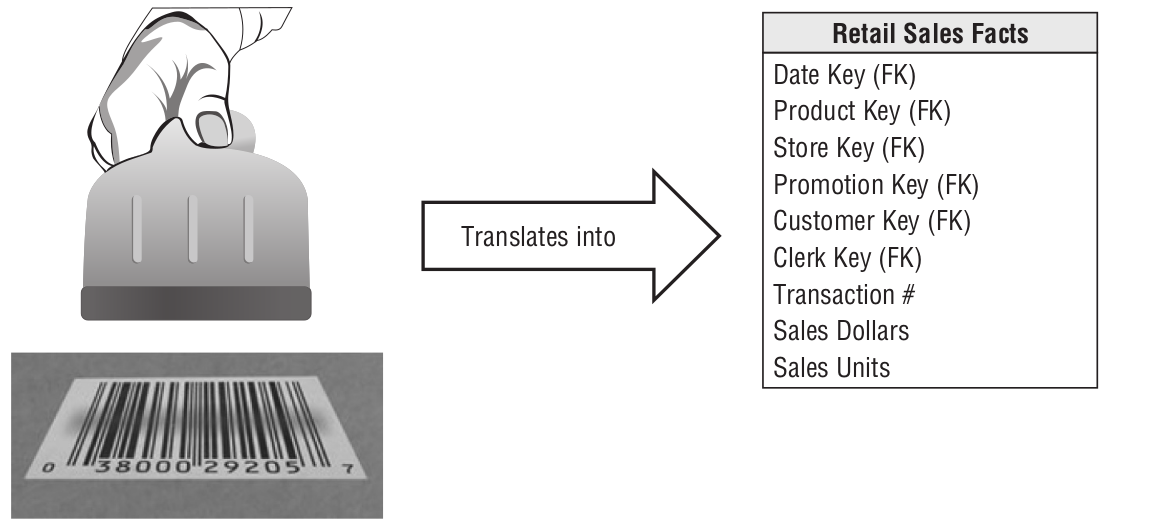 0 38000 29205 7
Translates into
Retail Sales Facts
Date Key (FK)
Product Key (FK)
Store Key (FK)
Promotion Key (FK)
Customer Key (FK)
Clerk Key (FK)
Transaction #
Sales Dollars
Sales Units